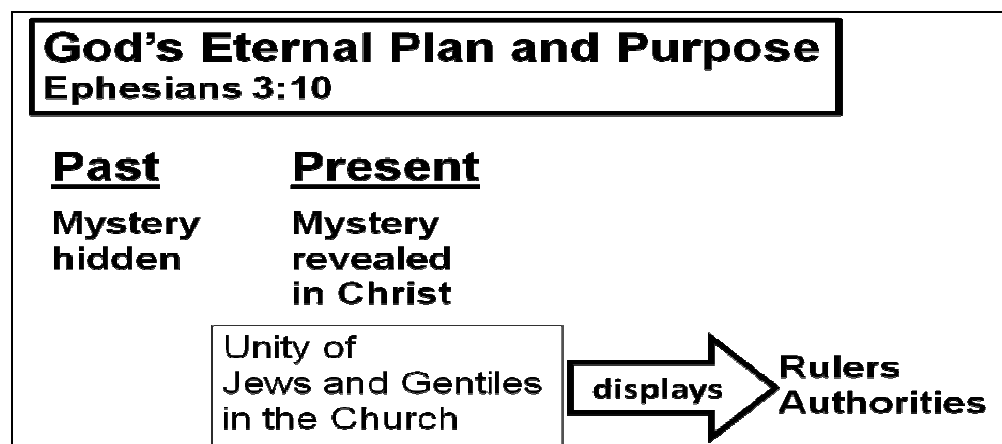 God's Eternal Plan and Purpose
Ephesians 3:10
Past
Present
Mystery
hidden
Mystery
revealed
in Christ
Unity of
Jews and Gentiles
in the Church
displays
Rulers
Authorities